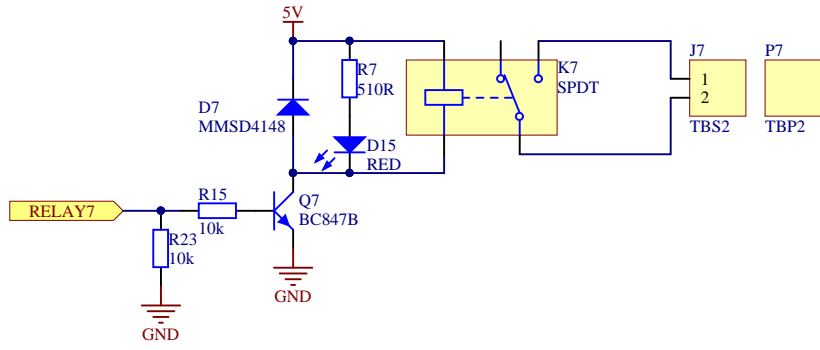 5V
J7
P7
R7
510R
K7
SPDT
1
2
D7
MMSD4148
TBS2
TBP2
D15
RED
R15
10k
Q7
BC847B
RELAY7
R23
10k
GND
GND